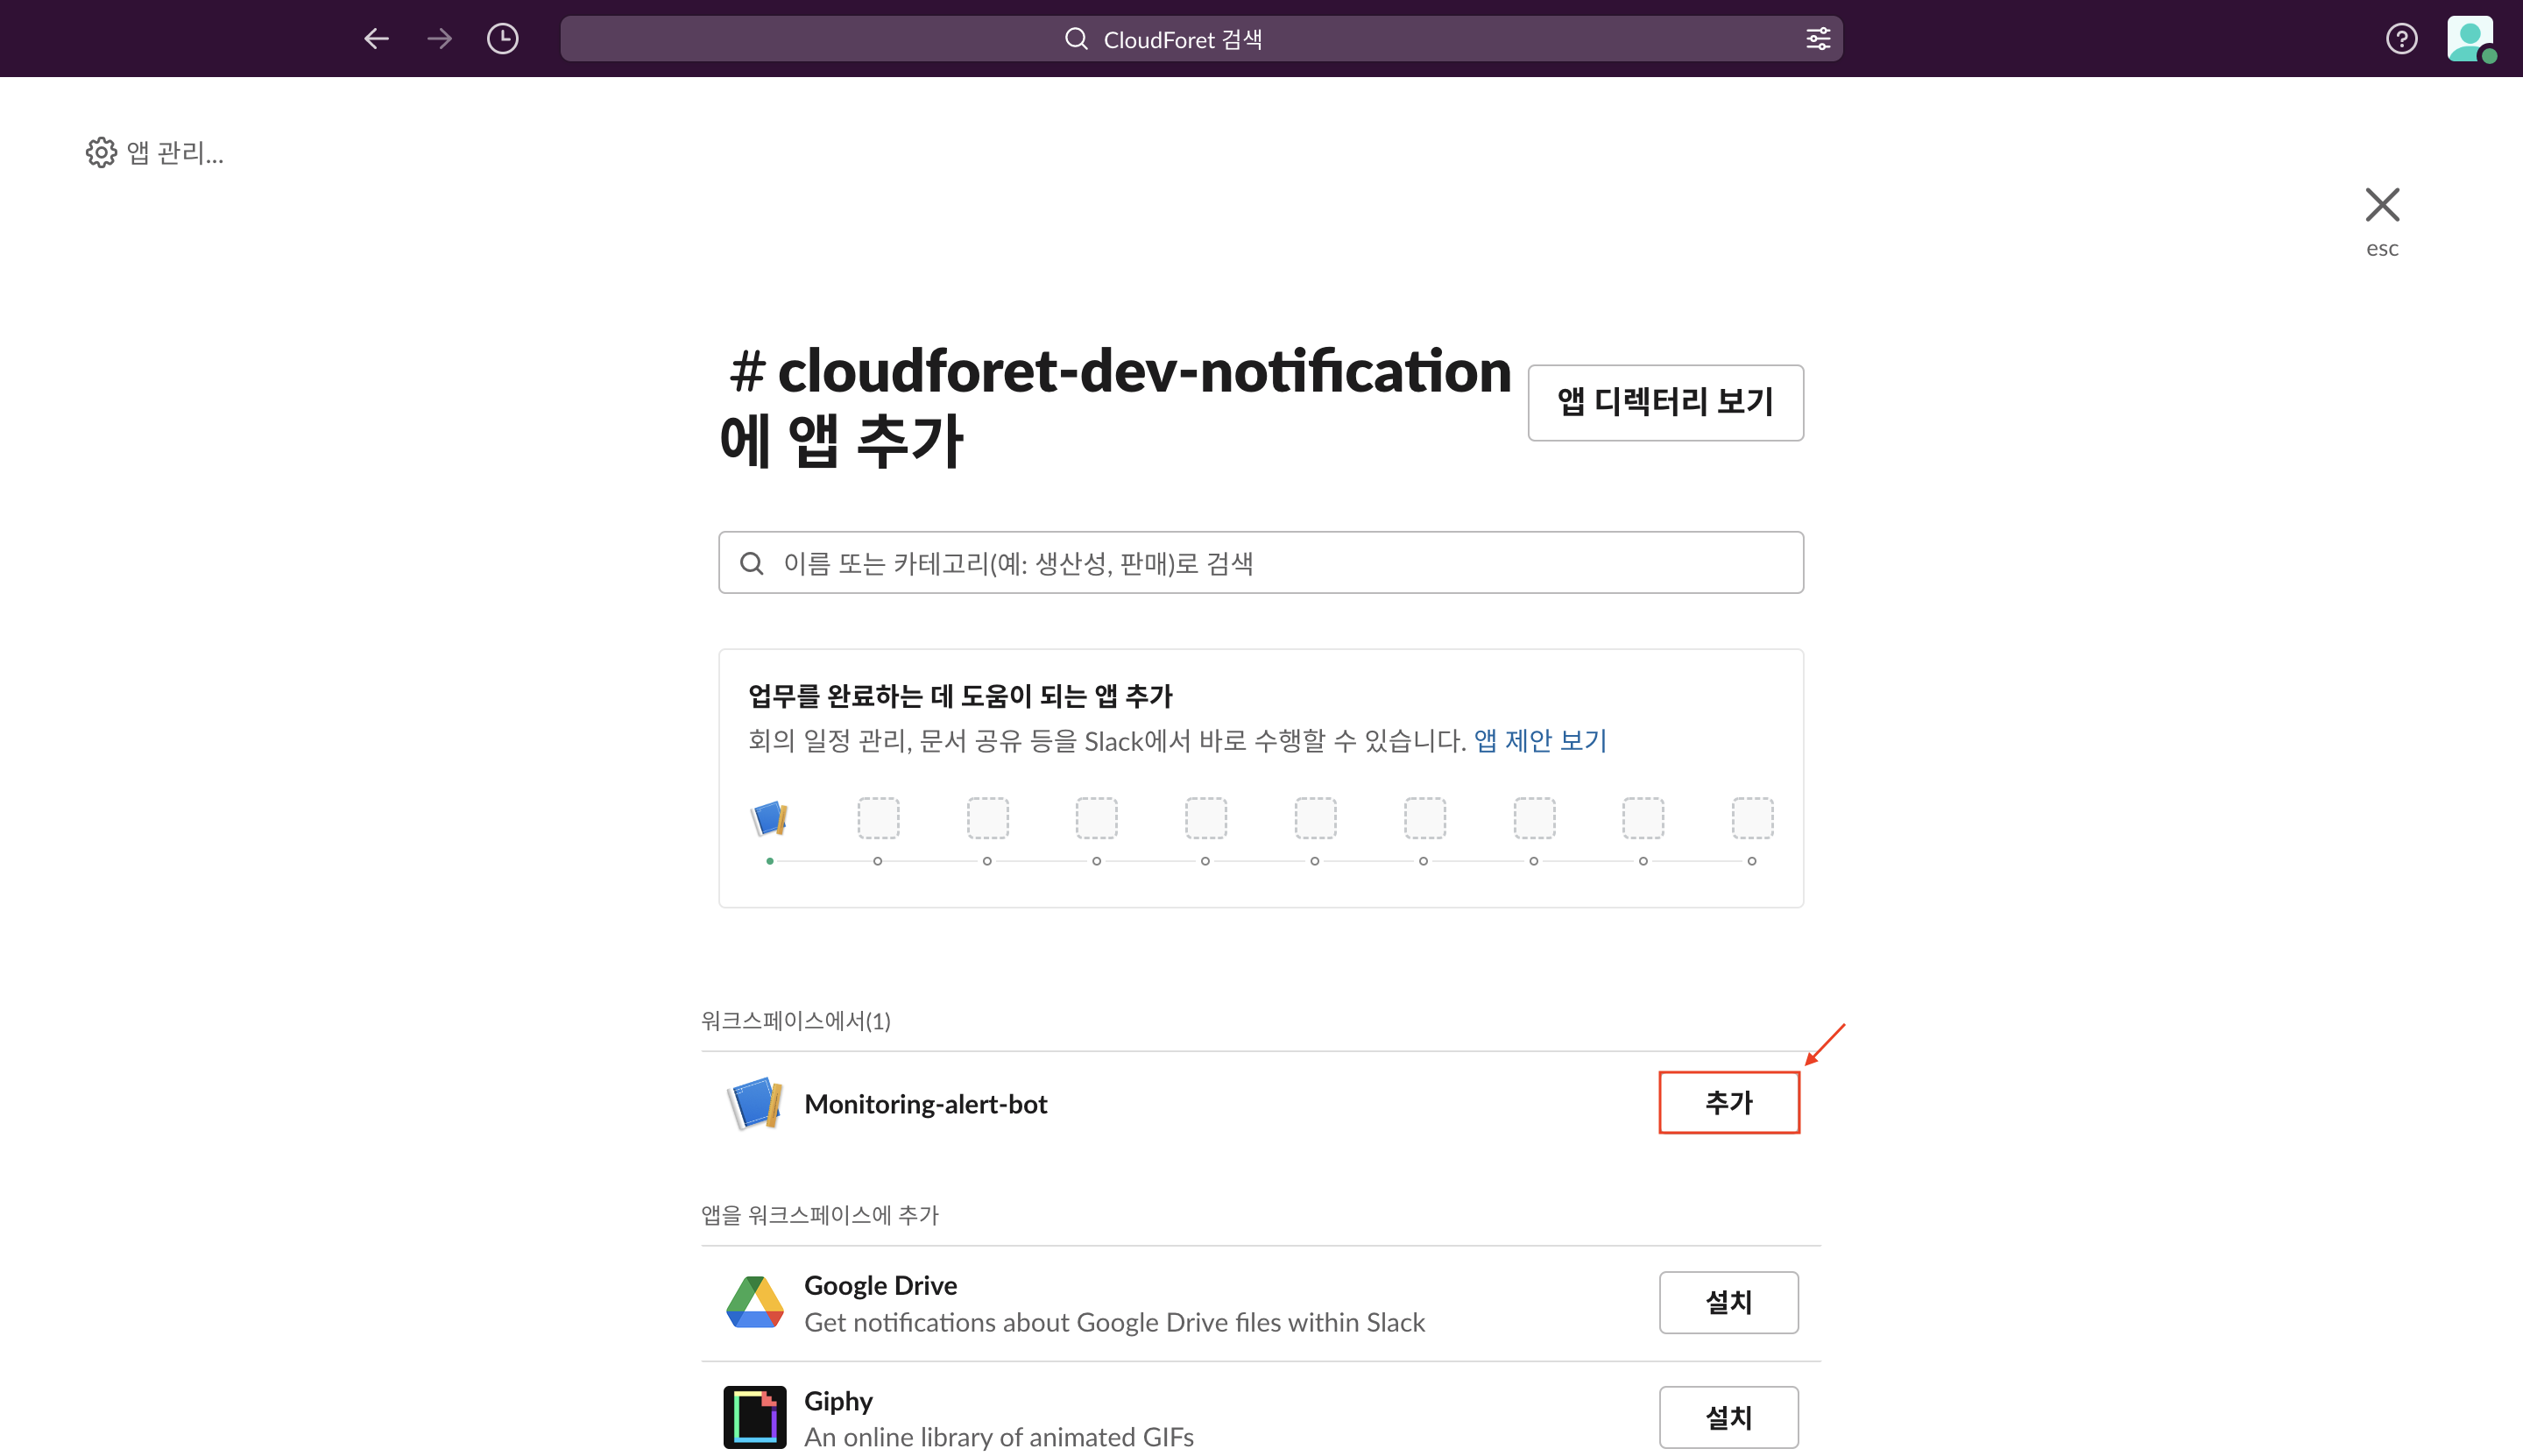 CloudForet 검색
앱 관리...
esc
# cloudforet-dev-notification
에 앱 추가
앱 디렉터리 보기
이름 또는 카테고리(예: 생산성, 판매)로 검색
업무를 완료하는 데 도움이 되는 앱 추가
회의 일정 관리, 문서 공유 등을 Slack에서 바로 수행할 수 있습니다. 앱 제안 보기
워크스페이스에서(1)
Monitoring-alert-bot
추가
앱을 워크스페이스에 추가
Google Drive
Get notifications about Google Drive files within Slack
설치
Giphy
An online library of animated GIFs
설치